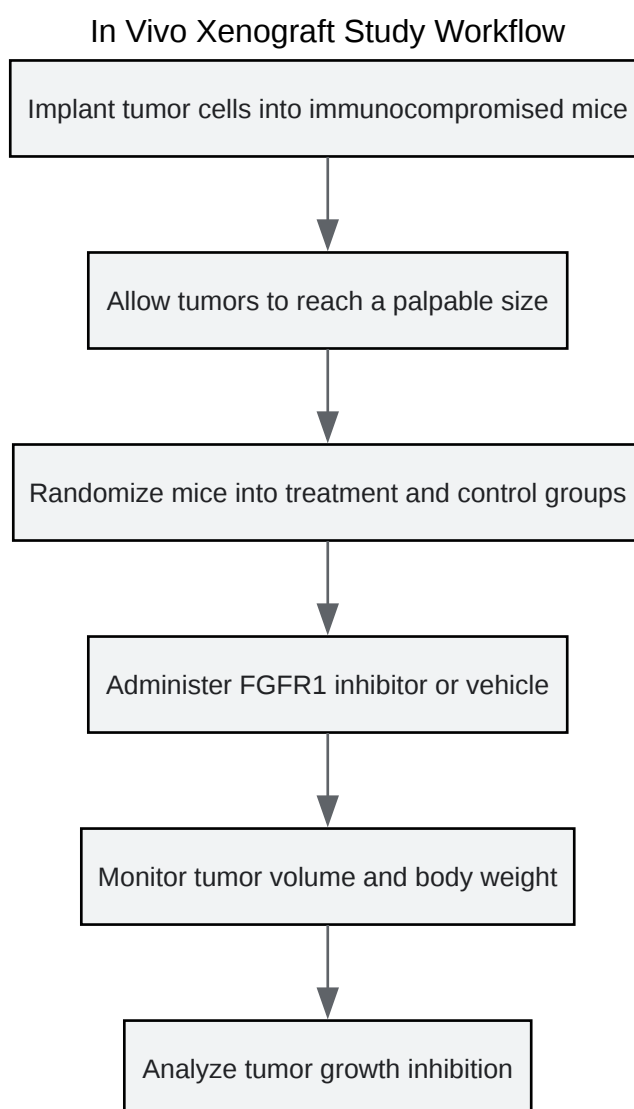 In Vivo Xenograft Study Workflow
Implant tumor cells into immunocompromised mice
Allow tumors to reach a palpable size
Randomize mice into treatment and control groups
Administer FGFR1 inhibitor or vehicle
Monitor tumor volume and body weight
Analyze tumor growth inhibition